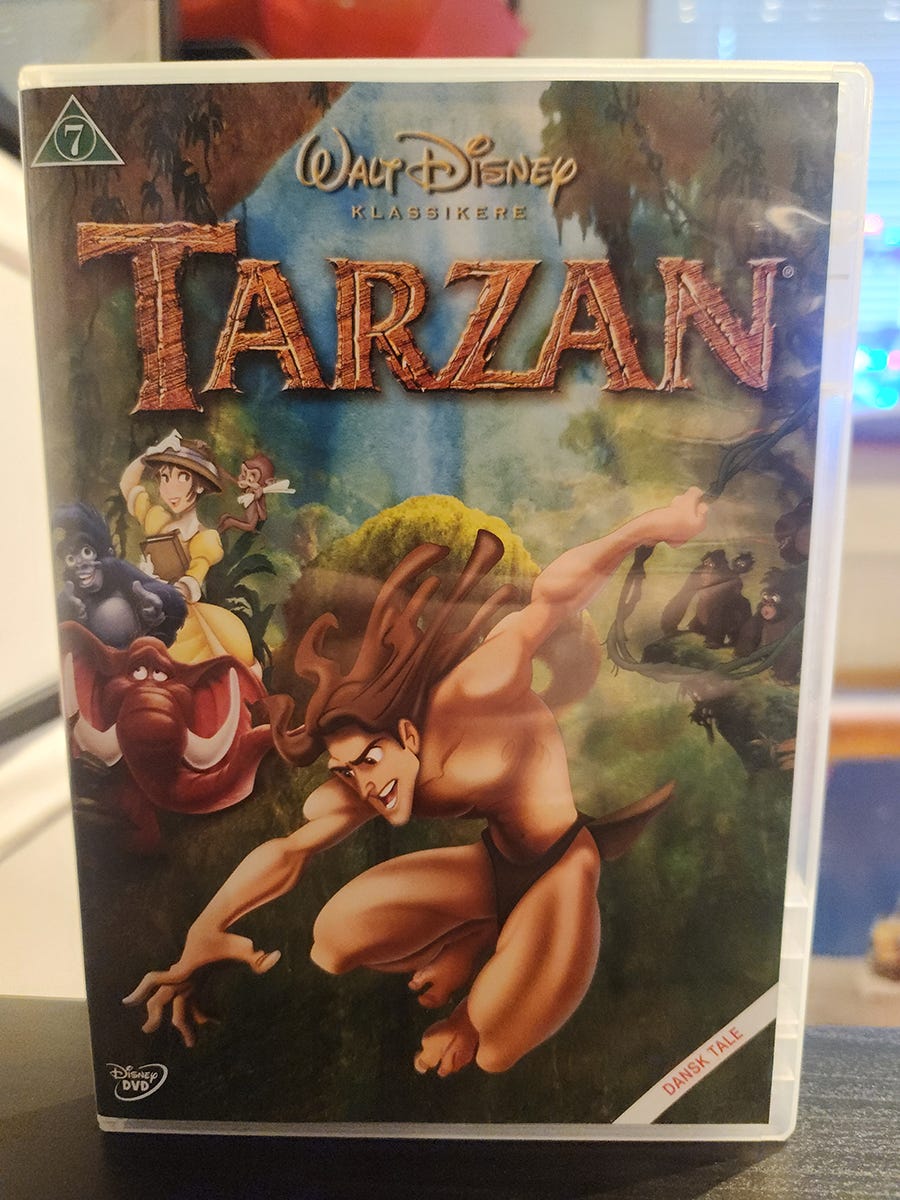 7
WALT DISNEY
KLASSIKERE
TARZAN®
DISNEY
DVD
DANSK TALE